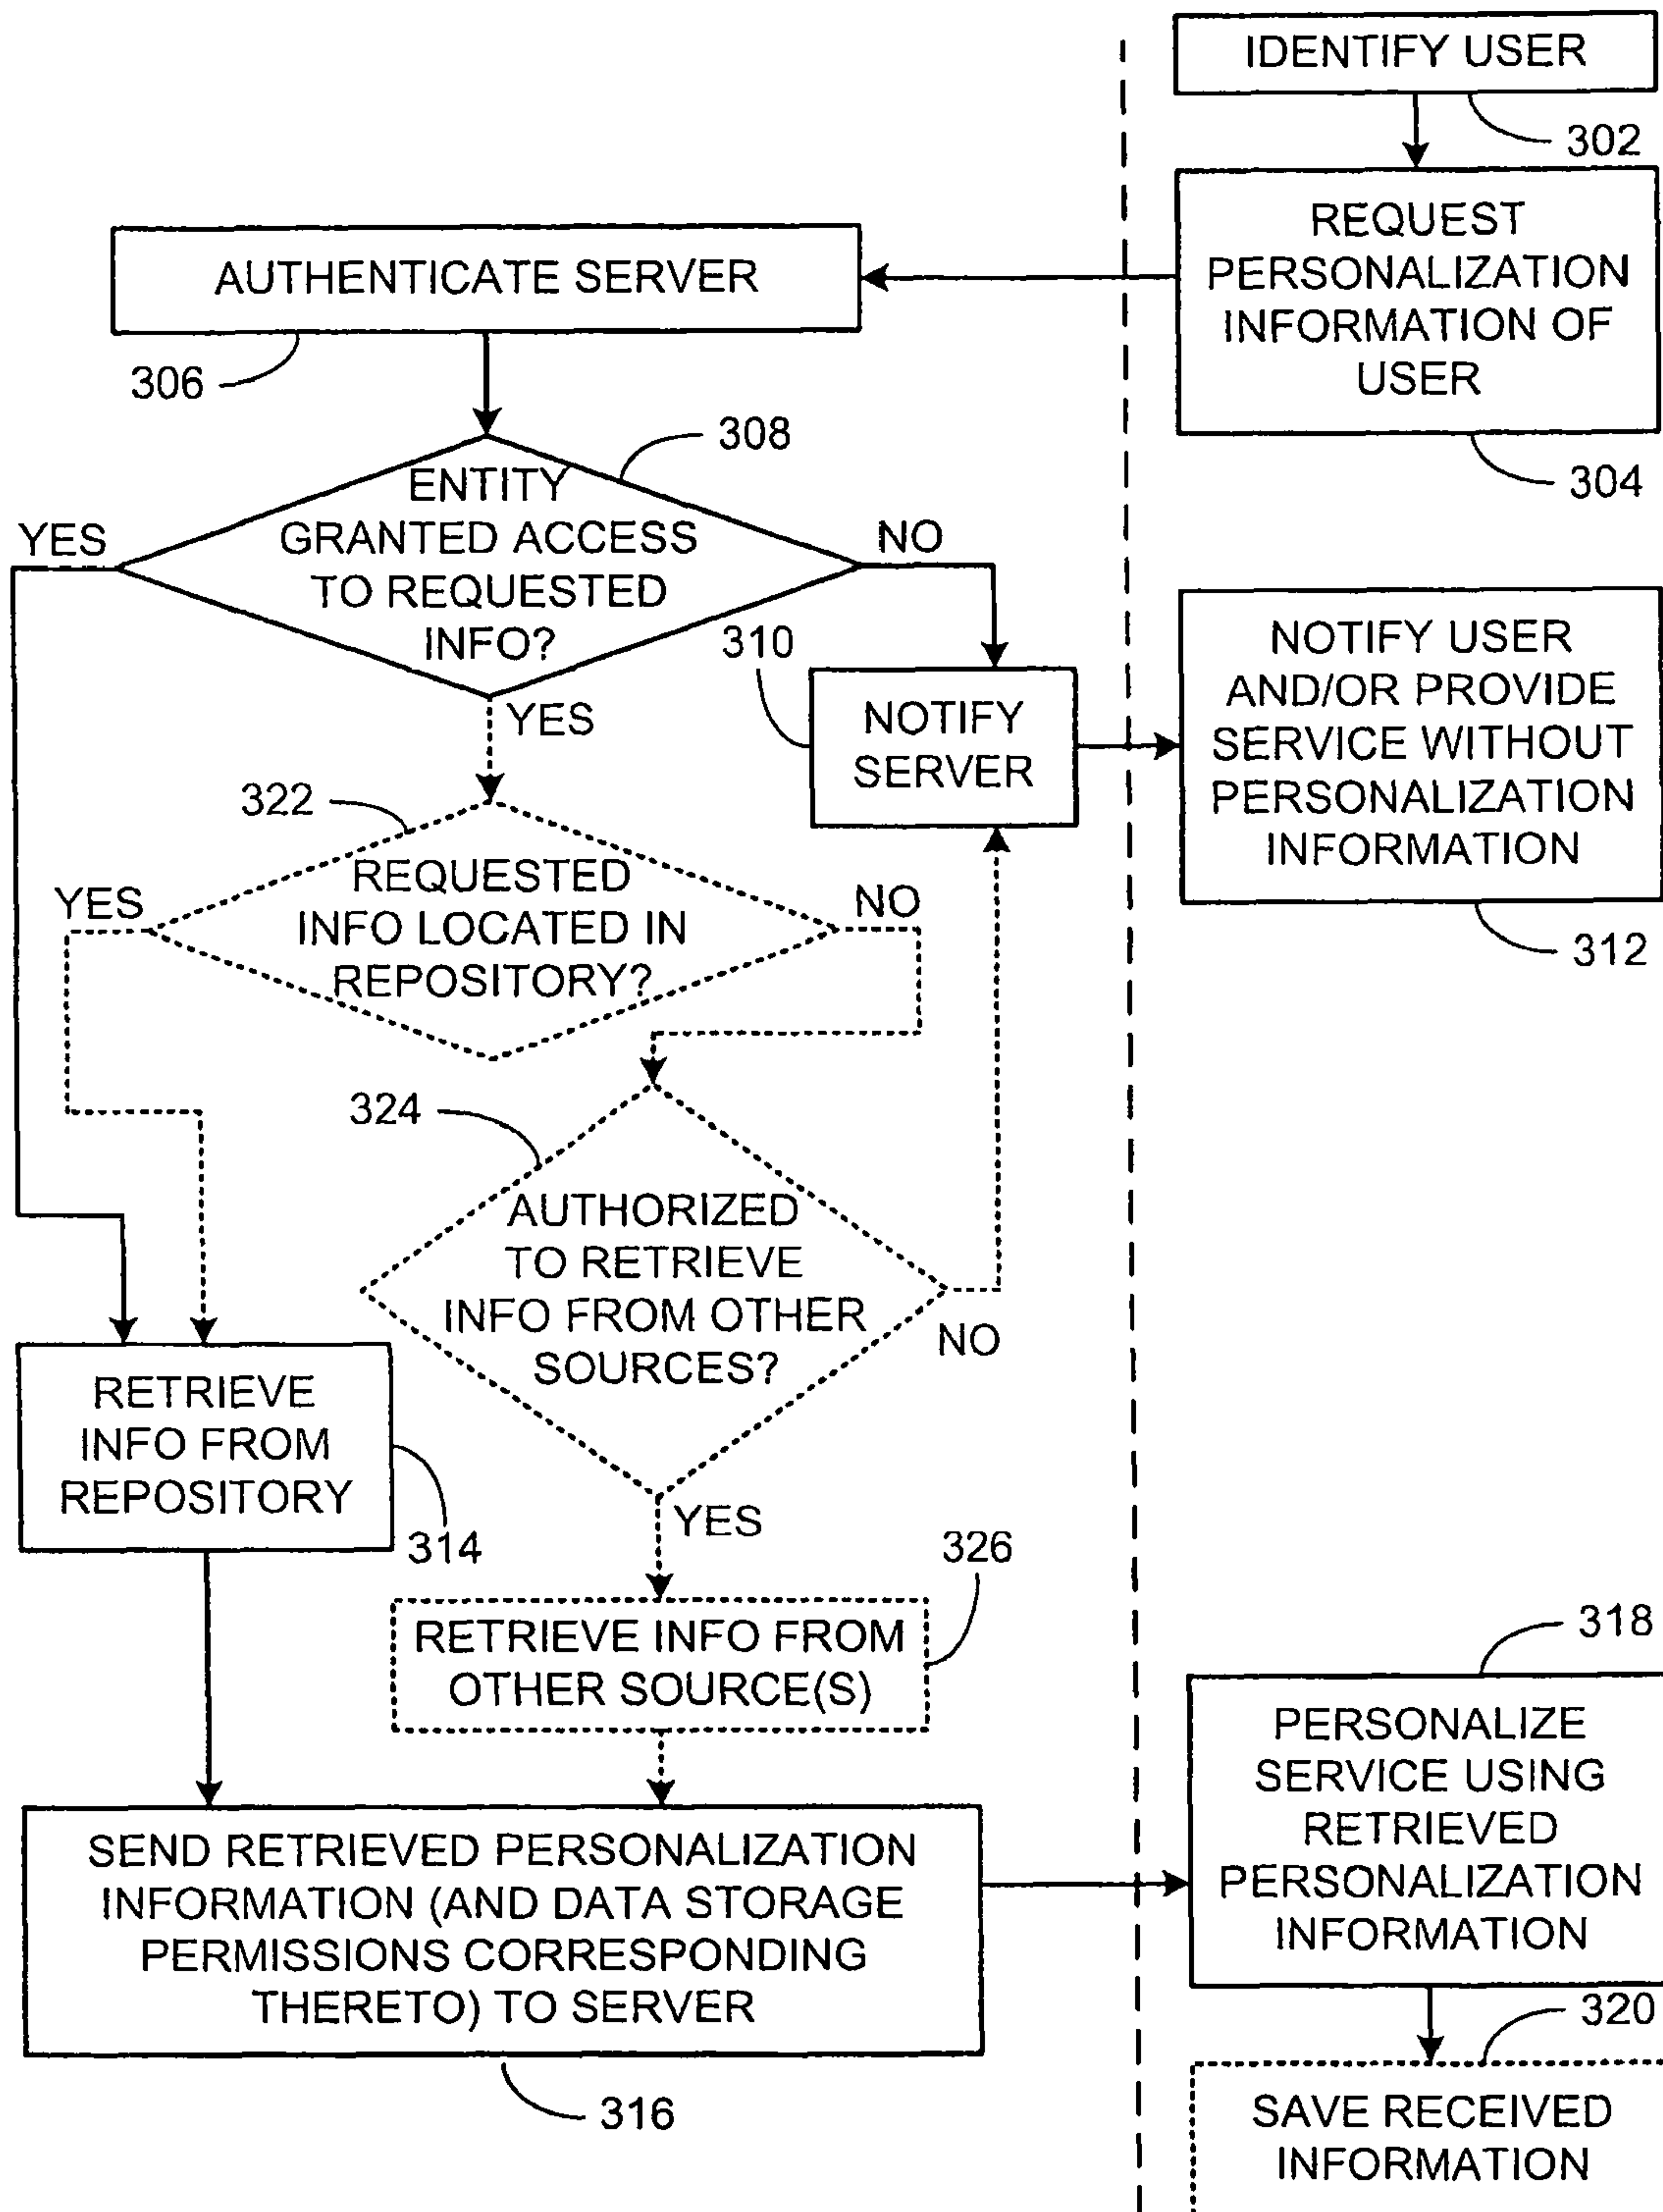 IDENTIFY USER
302
REQUEST
PERSONALIZATION
INFORMATION OF
USER
304
AUTHENTICATE SERVER
306
308
ENTITY
GRANTED ACCESS
TO REQUESTED
INFO?
YES
NO
YES
310
NOTIFY
SERVER
NOTIFY USER
AND/OR PROVIDE
SERVICE WITHOUT
PERSONALIZATION
INFORMATION
312
322
REQUESTED
INFO LOCATED IN
REPOSITORY?
YES
NO
324
AUTHORIZED
TO RETRIEVE
INFO FROM OTHER
SOURCES?
NO
YES
RETRIEVE
INFO FROM
REPOSITORY
314
326
RETRIEVE INFO FROM
OTHER SOURCE(S)
SEND RETRIEVED PERSONALIZATION
INFORMATION (AND DATA STORAGE
PERMISSIONS CORRESPONDING
THERETO) TO SERVER
316
318
PERSONALIZE
SERVICE USING
RETRIEVED
PERSONALIZATION
INFORMATION
320
SAVE RECEIVED
INFORMATION